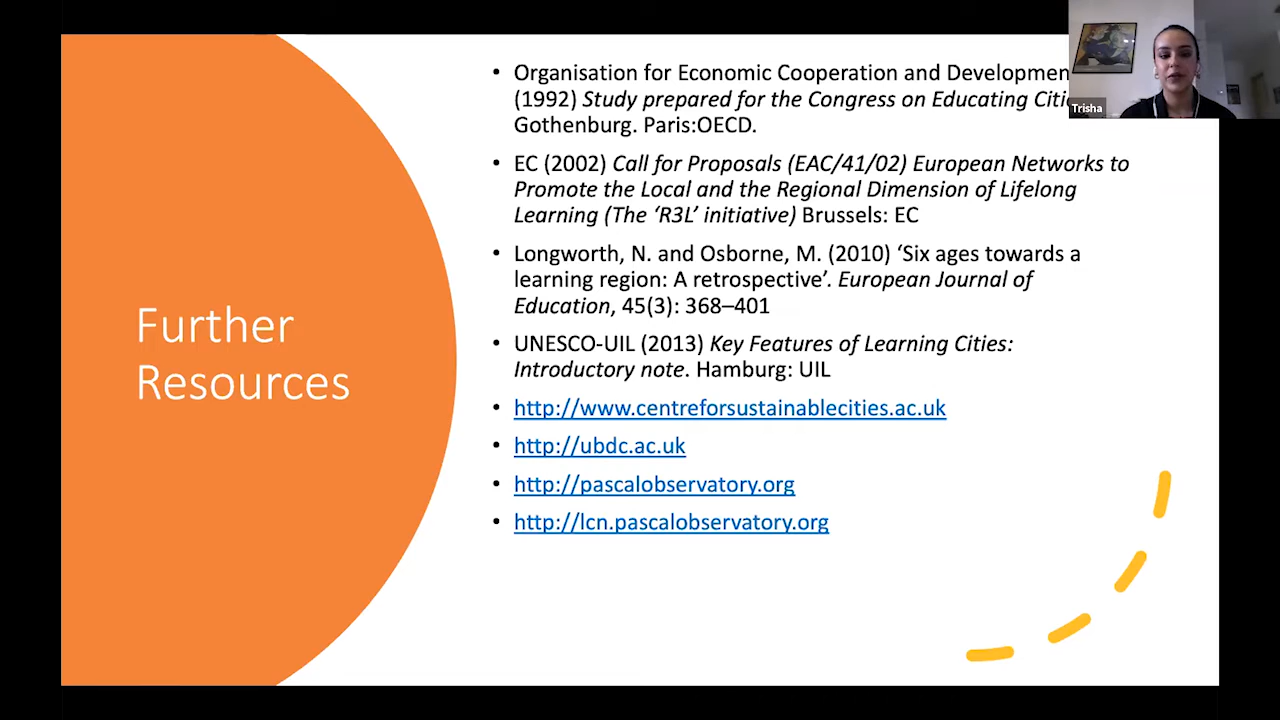 Further
Resources
• Organisation for Economic Cooperation and Developmen
(1992) Study prepared for the Congress on Educating Citi
Gothenburg. Paris:OECD.
• EC (2002) Call for Proposals (EAC/41/02) European Networks to
Promote the Local and the Regional Dimension of Lifelong
Learning (The ‘R3L’ initiative) Brussels: EC
• Longworth, N. and Osborne, M. (2010) ‘Six ages towards a
learning region: A retrospective’. European Journal of
Education, 45(3): 368–401
• UNESCO-UIL (2013) Key Features of Learning Cities:
Introductory note. Hamburg: UIL
• http://www.centreforsustainablecities.ac.uk
• http://ubdc.ac.uk
• http://pascalobservatory.org
• http://lcn.pascalobservatory.org
Trisha